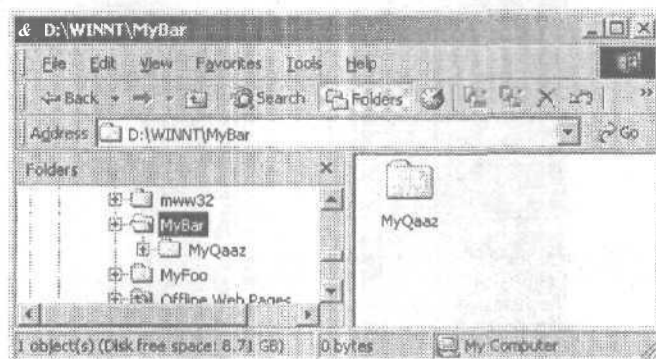 D:\WINNT\MyBar
File Edit View Favorites Tools Help
Back Search Folders »
Address D:\WINNT\MyBar Go
Folders
mww32
MyBar
MyQaaz
MyFoo
Offline Web Pages
MyQaaz
1 object(s) (Disk free space: 8.71 GB) 0 bytes My Computer